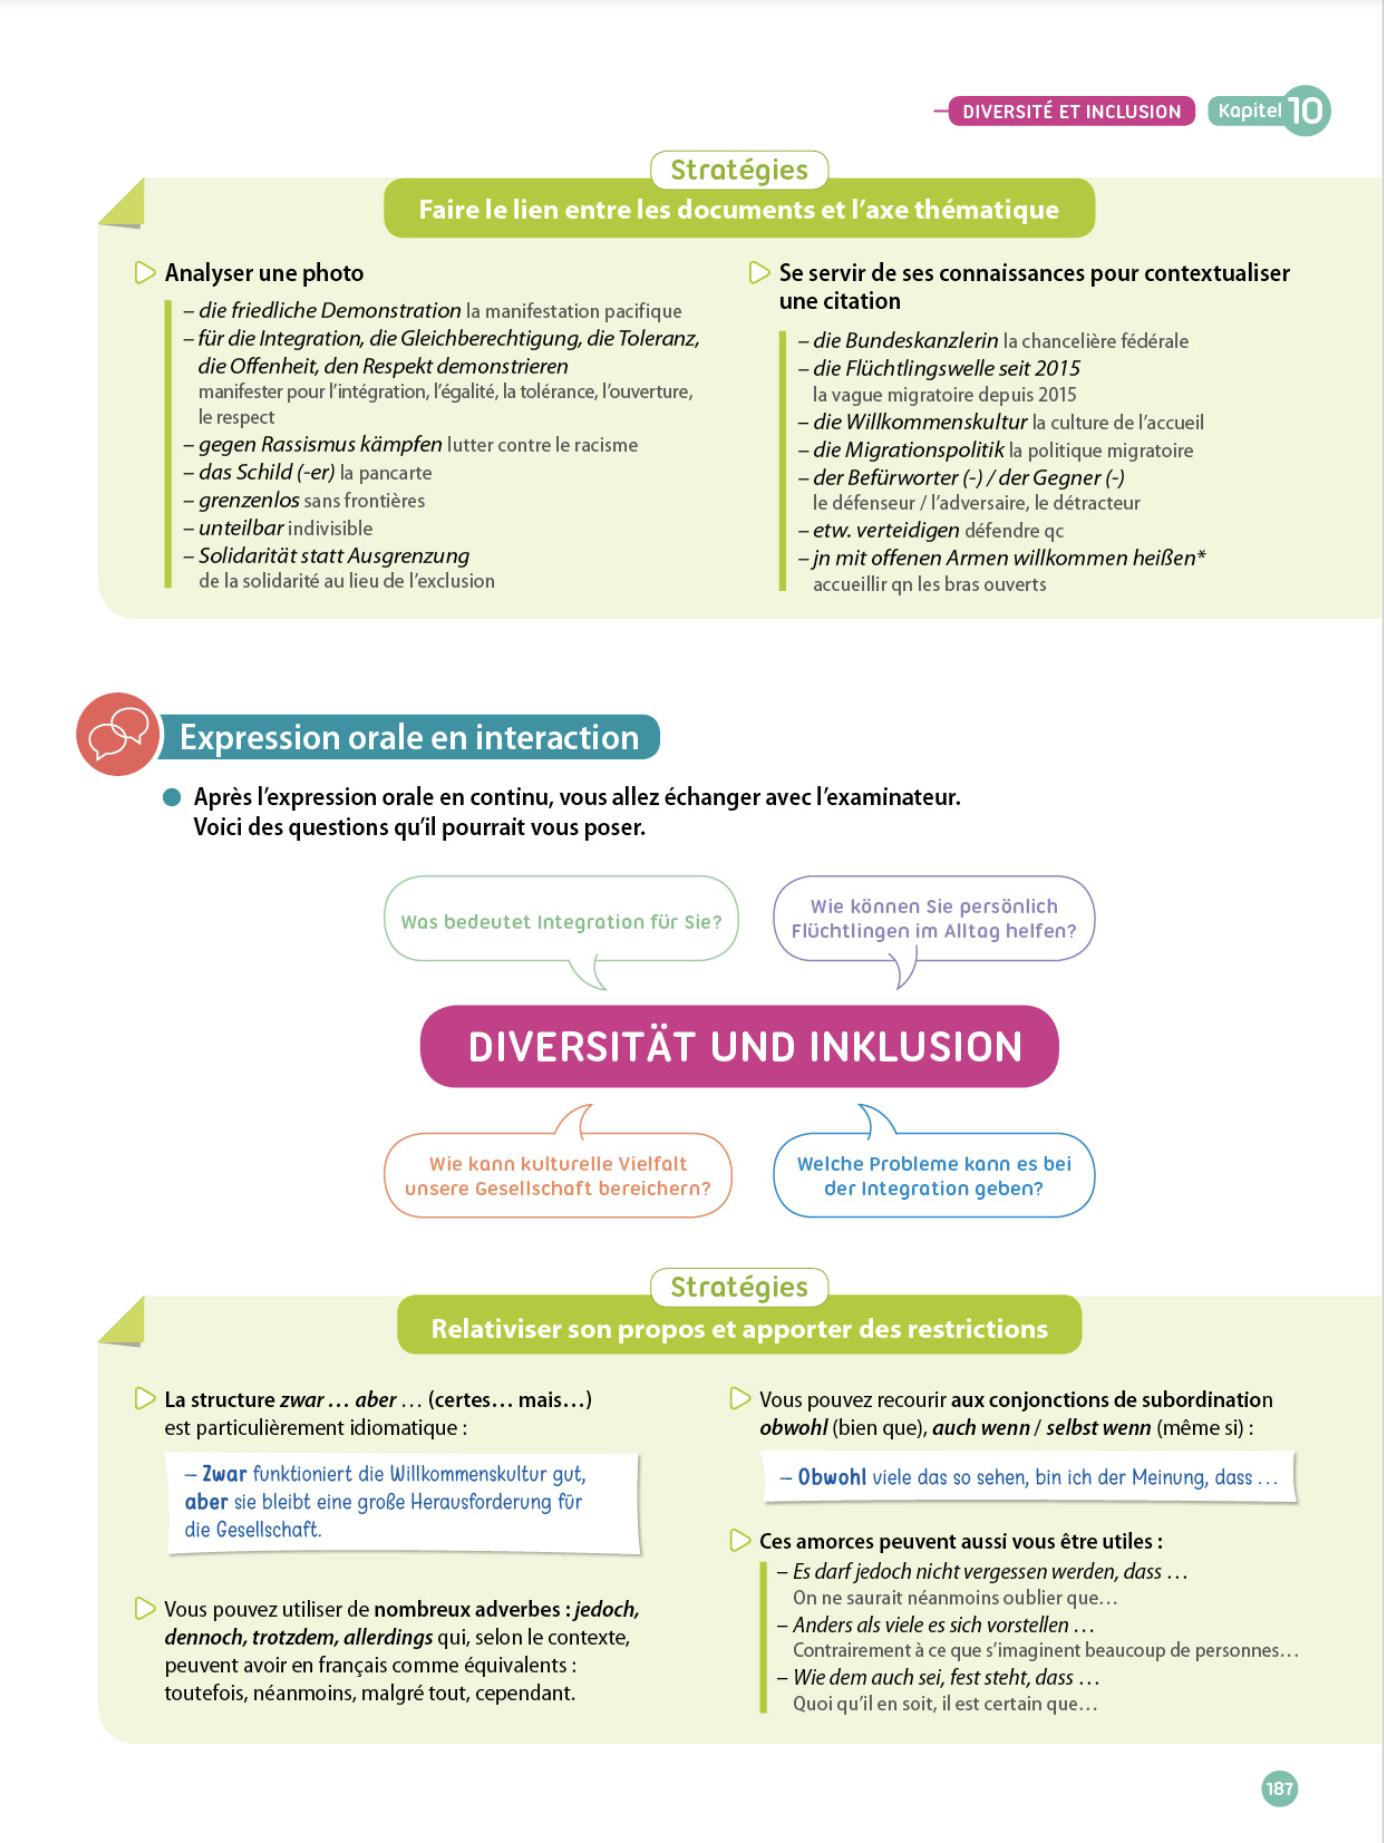 DIVERSITÉ ET INCLUSION Kapitel 10
Stratégies
Faire le lien entre les documents et l'axe thématique
Analyser une photo
– die friedliche Demonstration la manifestation pacifique
– für die Integration, die Gleichberechtigung, die Toleranz,
die Offenheit, den Respekt demonstrieren
manifester pour l'intégration, l'égalité, la tolérance, l'ouverture,
le respect
– gegen Rassismus kämpfen lutter contre le racisme
– das Schild (-er) la pancarte
– grenzenlos sans frontières
– unteilbar indivisible
– Solidarität statt Ausgrenzung
de la solidarité au lieu de l'exclusion
Se servir de ses connaissances pour contextualiser
une citation
– die Bundeskanzlerin la chancelière fédérale
– die Flüchtlingswelle seit 2015
la vague migratoire depuis 2015
– die Willkommenskultur la culture de l'accueil
– die Migrationspolitik la politique migratoire
– der Befürworter (-) / der Gegner (-)
le défenseur / l'adversaire, le détracteur
– etw. verteidigen défendre qc
– jn mit offenen Armen willkommen heißen*
accueillir qn les bras ouverts
Expression orale en interaction
Après l'expression orale en continu, vous allez échanger avec l'examinateur.
Voici des questions qu'il pourrait vous poser.
Was bedeutet Integration für Sie?
Wie können Sie persönlich
Flüchtlingen im Alltag helfen?
DIVERSITÄT UND INKLUSION
Wie kann kulturelle Vielfalt
unsere Gesellschaft bereichern?
Welche Probleme kann es bei
der Integration geben?
Stratégies
Relativiser son propos et apporter des restrictions
La structure zwar … aber … (certes… mais…)
est particulièrement idiomatique :
– Zwar funktioniert die Willkommenskultur gut,
aber sie bleibt eine große Herausforderung für
die Gesellschaft.
Vous pouvez utiliser de nombreux adverbes : jedoch,
dennoch, trotzdem, allerdings qui, selon le contexte,
peuvent avoir en français comme équivalents :
toutefois, néanmoins, malgré tout, cependant.
Vous pouvez recourir aux conjonctions de subordination
obwohl (bien que), auch wenn / selbst wenn (même si) :
– Obwohl viele das so sehen, bin ich der Meinung, dass …
Ces amorces peuvent aussi vous être utiles :
– Es darf jedoch nicht vergessen werden, dass …
On ne saurait néanmoins oublier que…
– Anders als viele es sich vorstellen …
Contrairement à ce que s'imaginent beaucoup de personnes…
– Wie dem auch sei, fest steht, dass …
Quoi qu'il en soit, il est certain que…
187